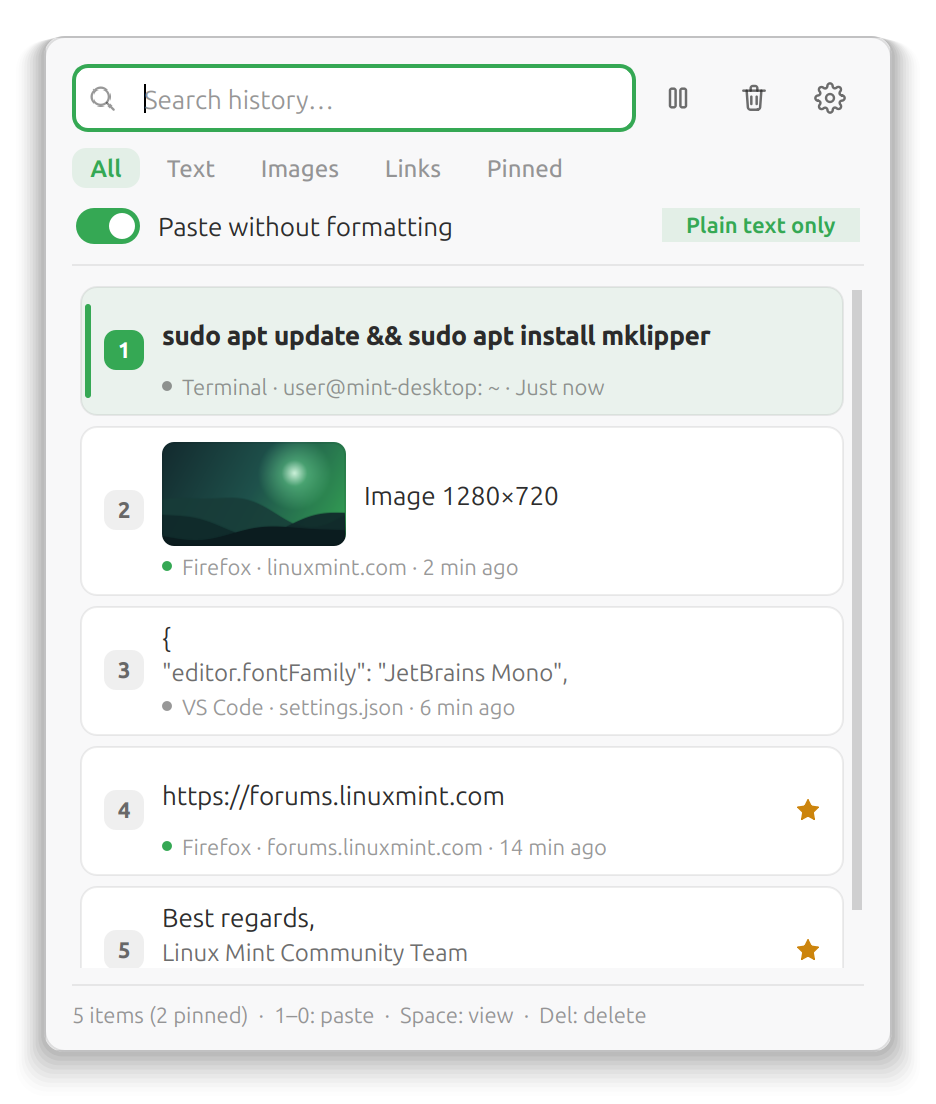 Search history...
All Text Images Links Pinned
Paste without formatting Plain text only
1 sudo apt update && sudo apt install mklipper
Terminal · user@mint-desktop: ~ · Just now
2 Image 1280×720
Firefox · linuxmint.com · 2 min ago
{
3 "editor.fontFamily": "JetBrains Mono",
VS Code · settings.json · 6 min ago
4 https://forums.linuxmint.com
Firefox · forums.linuxmint.com · 14 min ago
Best regards,
5 Linux Mint Community Team
5 items (2 pinned) · 1–0: paste · Space: view · Del: delete